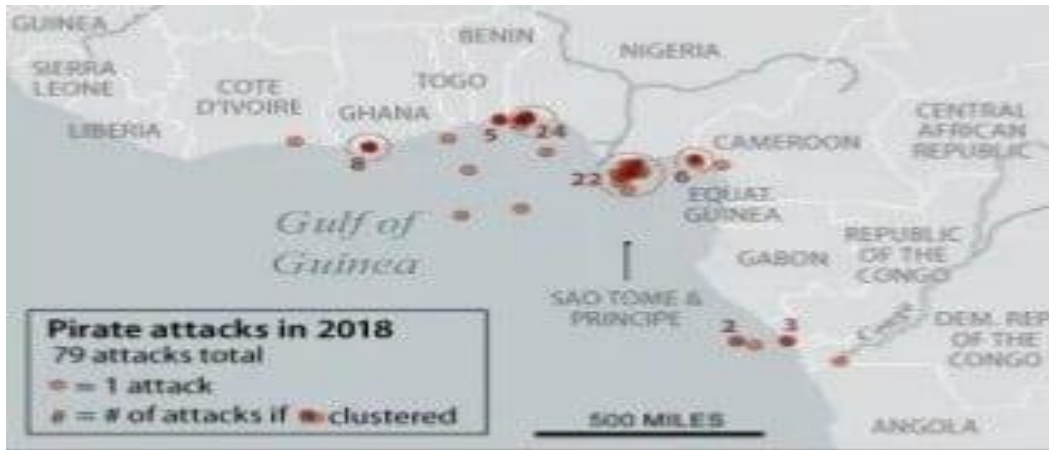 GUINEA
SIERRA
LEONE
LIBERIA
COTE
D'IVOIRE
GHANA
TOGO
BENIN
NIGERIA
CAMEROON
CENTRAL
AFRICAN
REPUBLIC
8
5
24
22
6
EQUAT.
GUINEA
GABON
REPUBLIC
OF THE
CONGO
Gulf of
Guinea
SAO TOME &
PRINCIPE
2
3
Congo
DEM. REP
OF THE
CONGO
ANGOLA
Pirate attacks in 2018
79 attacks total
= 1 attack
# = # of attacks if clustered
500 MILES